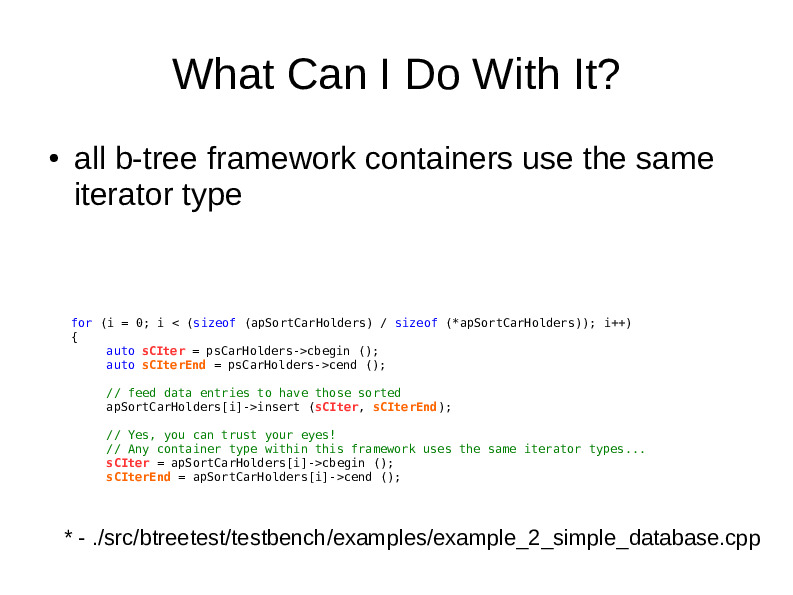 What Can I Do With It?
• all b-tree framework containers use the same
iterator type
for (i = 0; i < (sizeof (apSortCarHolders) / sizeof (*apSortCarHolders)); i++)
{
auto sCIter = psCarHolders->cbegin ();
auto sCIterEnd = psCarHolders->cend ();
// feed data entries to have those sorted
apSortCarHolders[i]->insert (sCIter, sCIterEnd);
// Yes, you can trust your eyes!
// Any container type within this framework uses the same iterator types...
sCIter = apSortCarHolders[i]->cbegin ();
sCIterEnd = apSortCarHolders[i]->cend ();
* - ./src/btreetest/testbench/examples/example_2_simple_database.cpp